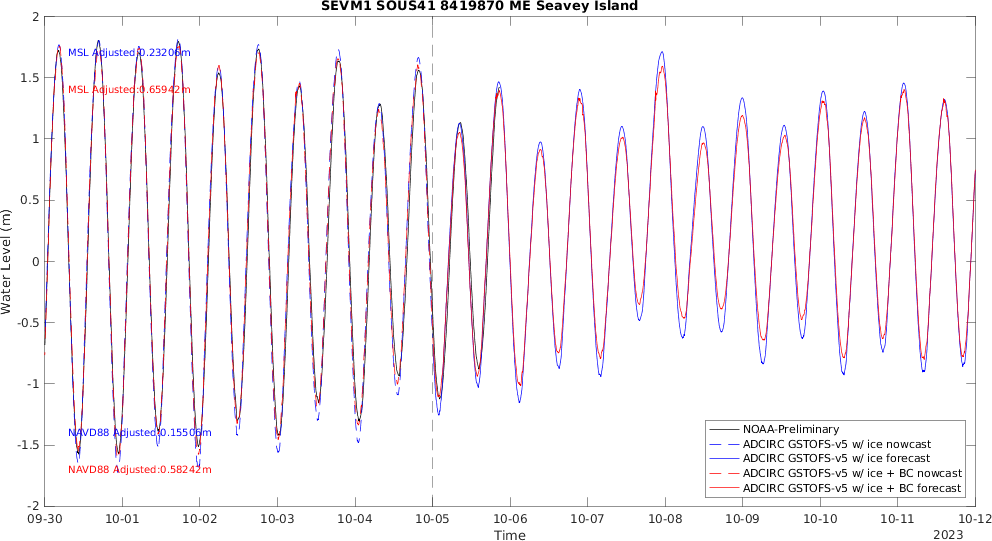 SEVM1 SOUS41 8419870 ME Seavey Island
2
1.5
1
0.5
0
-0.5
-1
-1.5
-2
Water Level (m)
MSL Adjusted:0.23206m
MSL Adjusted:0.65942m
NAVD88 Adjusted:0.15506m
NAVD88 Adjusted:0.58242m
NOAA-Preliminary
ADCIRC GSTOFS-v5 w/ ice nowcast
ADCIRC GSTOFS-v5 w/ ice forecast
ADCIRC GSTOFS-v5 w/ ice + BC nowcast
ADCIRC GSTOFS-v5 w/ ice + BC forecast
09-30 10-01 10-02 10-03 10-04 10-05 10-06 10-07 10-08 10-09 10-10 10-11 10-12
Time
2023